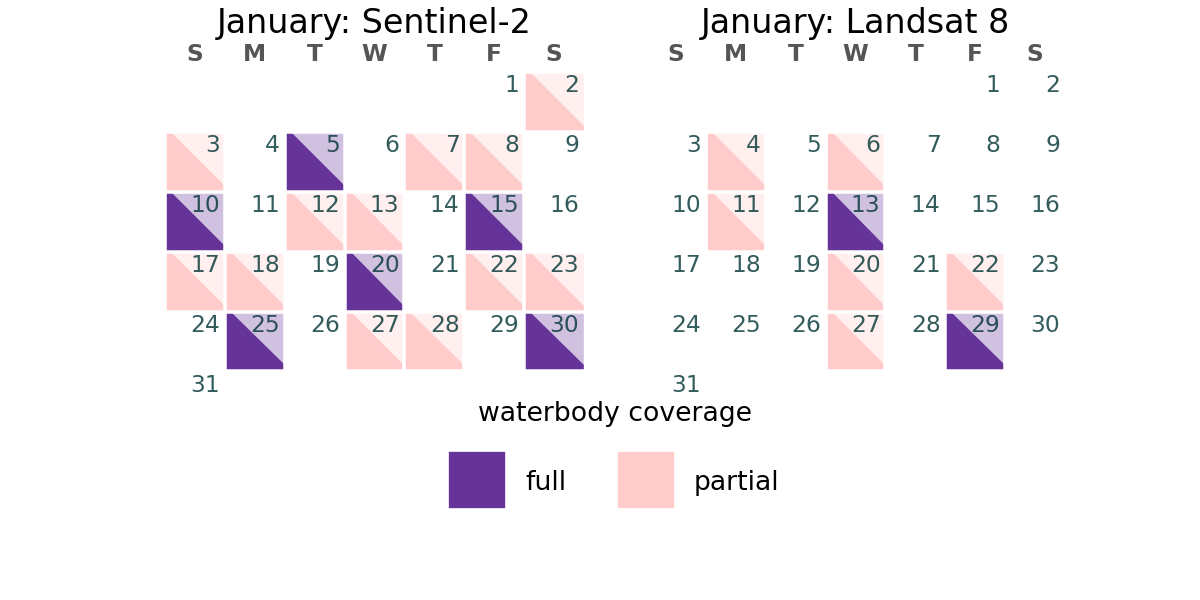 January: Sentinel-2
S M T W T F S
1 2
3 4 5 6 7 8 9
10 11 12 13 14 15 16
17 18 19 20 21 22 23
24 25 26 27 28 29 30
31
January: Landsat 8
S M T W T F S
1 2
3 4 5 6 7 8 9
10 11 12 13 14 15 16
17 18 19 20 21 22 23
24 25 26 27 28 29 30
31
waterbody coverage
full partial